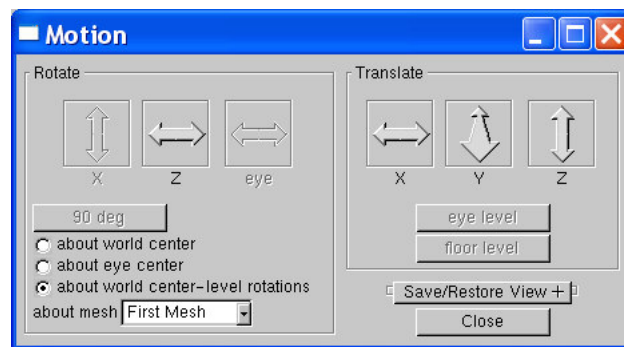 Motion
Rotate
X
Z
eye
90 deg
about world center
about eye center
about world center-level rotations
about mesh First Mesh
Translate
X
Y
Z
eye level
floor level
Save/Restore View +
Close